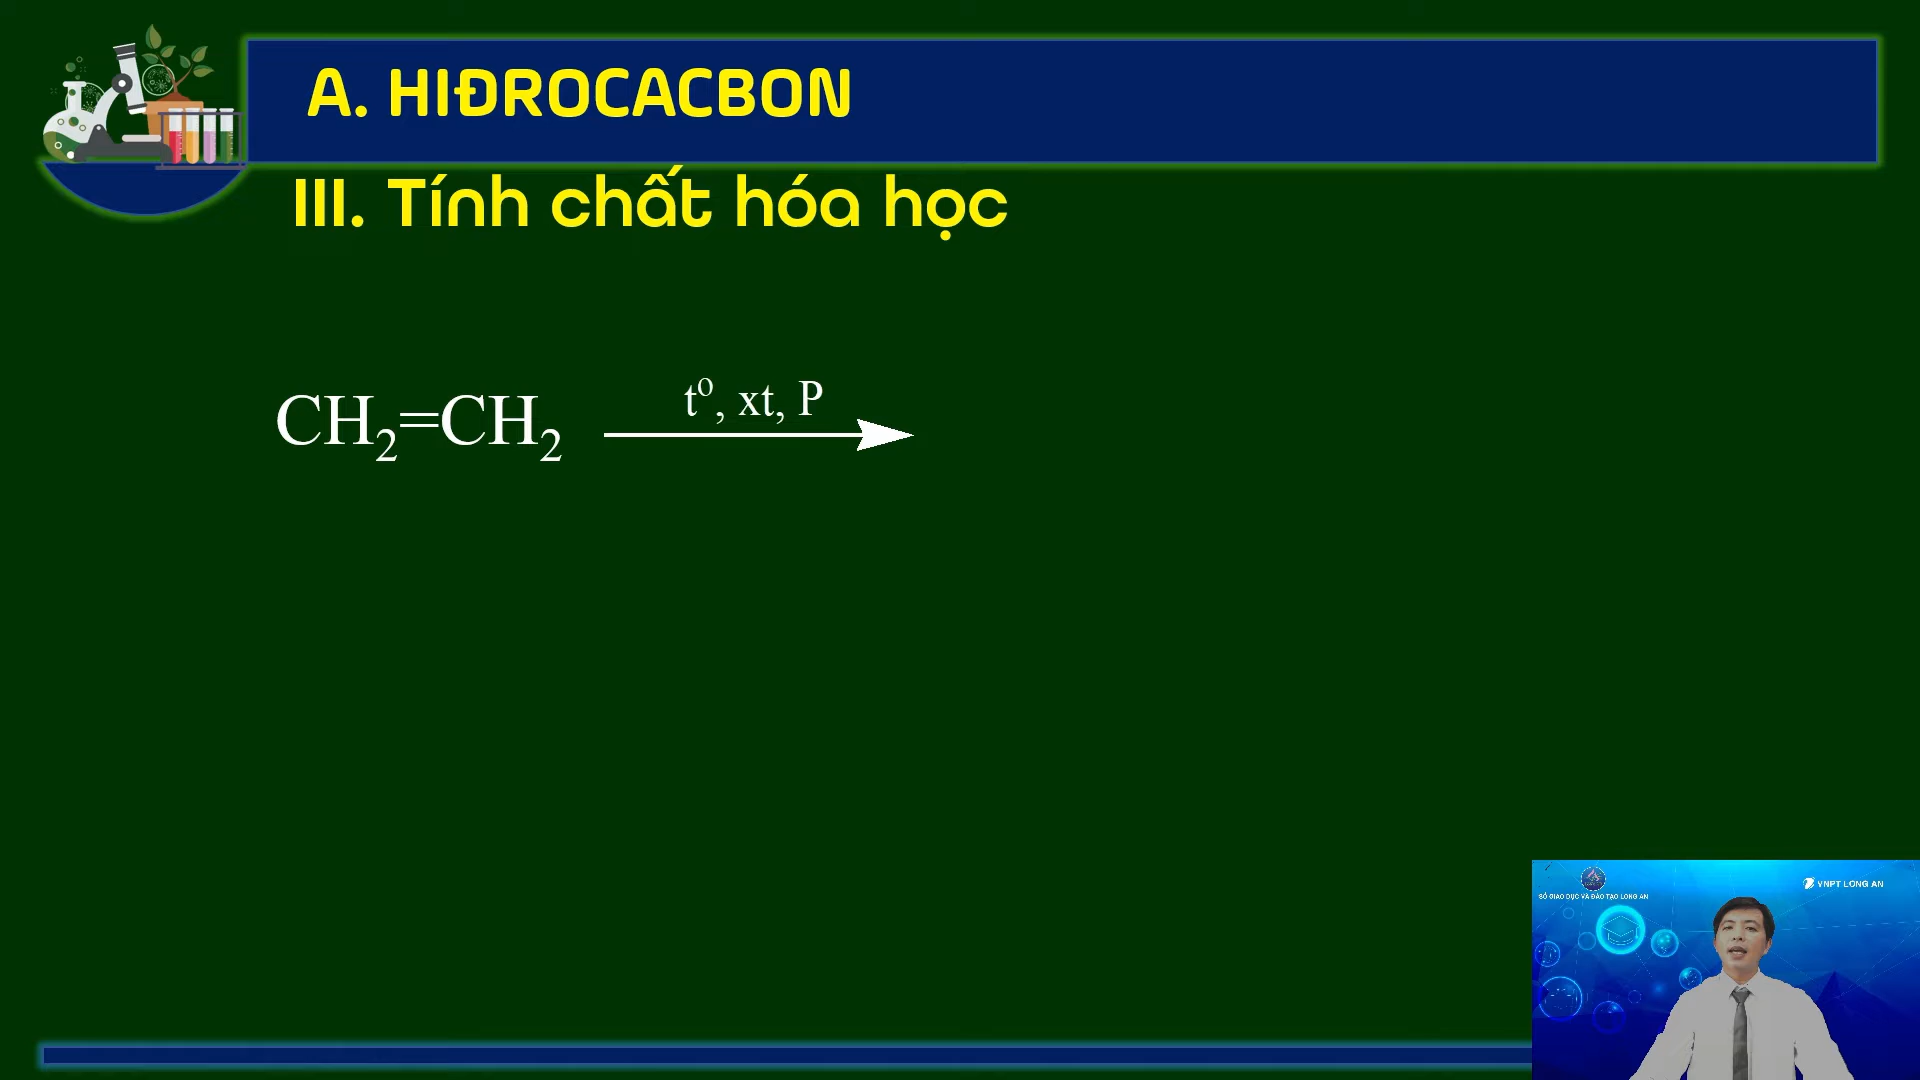 A. HIĐROCACBON
III. Tính chất hóa học
CH₂=CH₂
tᵒ, xt, P
SỞ GIÁO DỤC VÀ ĐÀO TẠO LONG AN
VNPT LONG AN